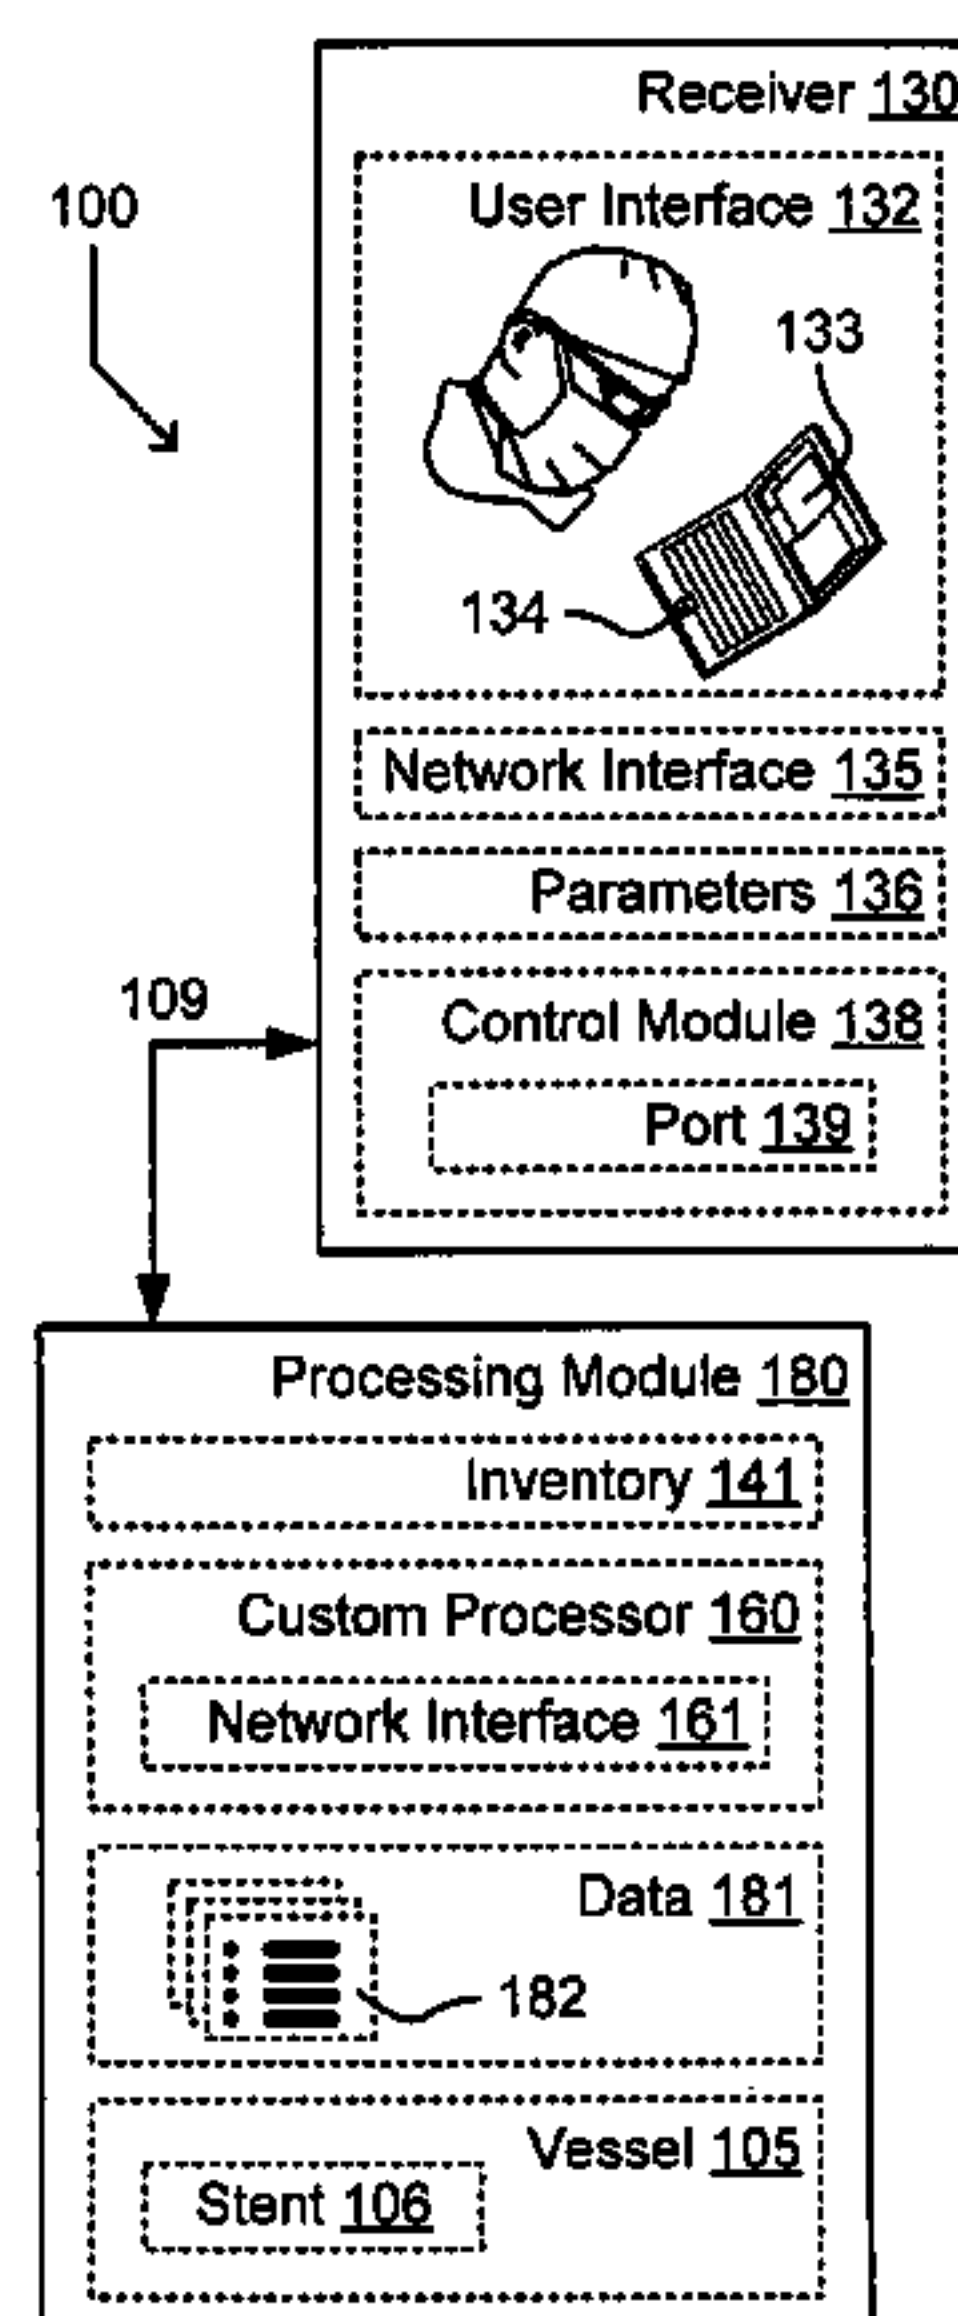 Receiver 130
100
User Interface 132
133
134
Network Interface 135
Parameters 136
109
Control Module 138
Port 139
Processing Module 180
Inventory 141
Custom Processor 160
Network Interface 161
Data 181
182
Vessel 105
Stent 106